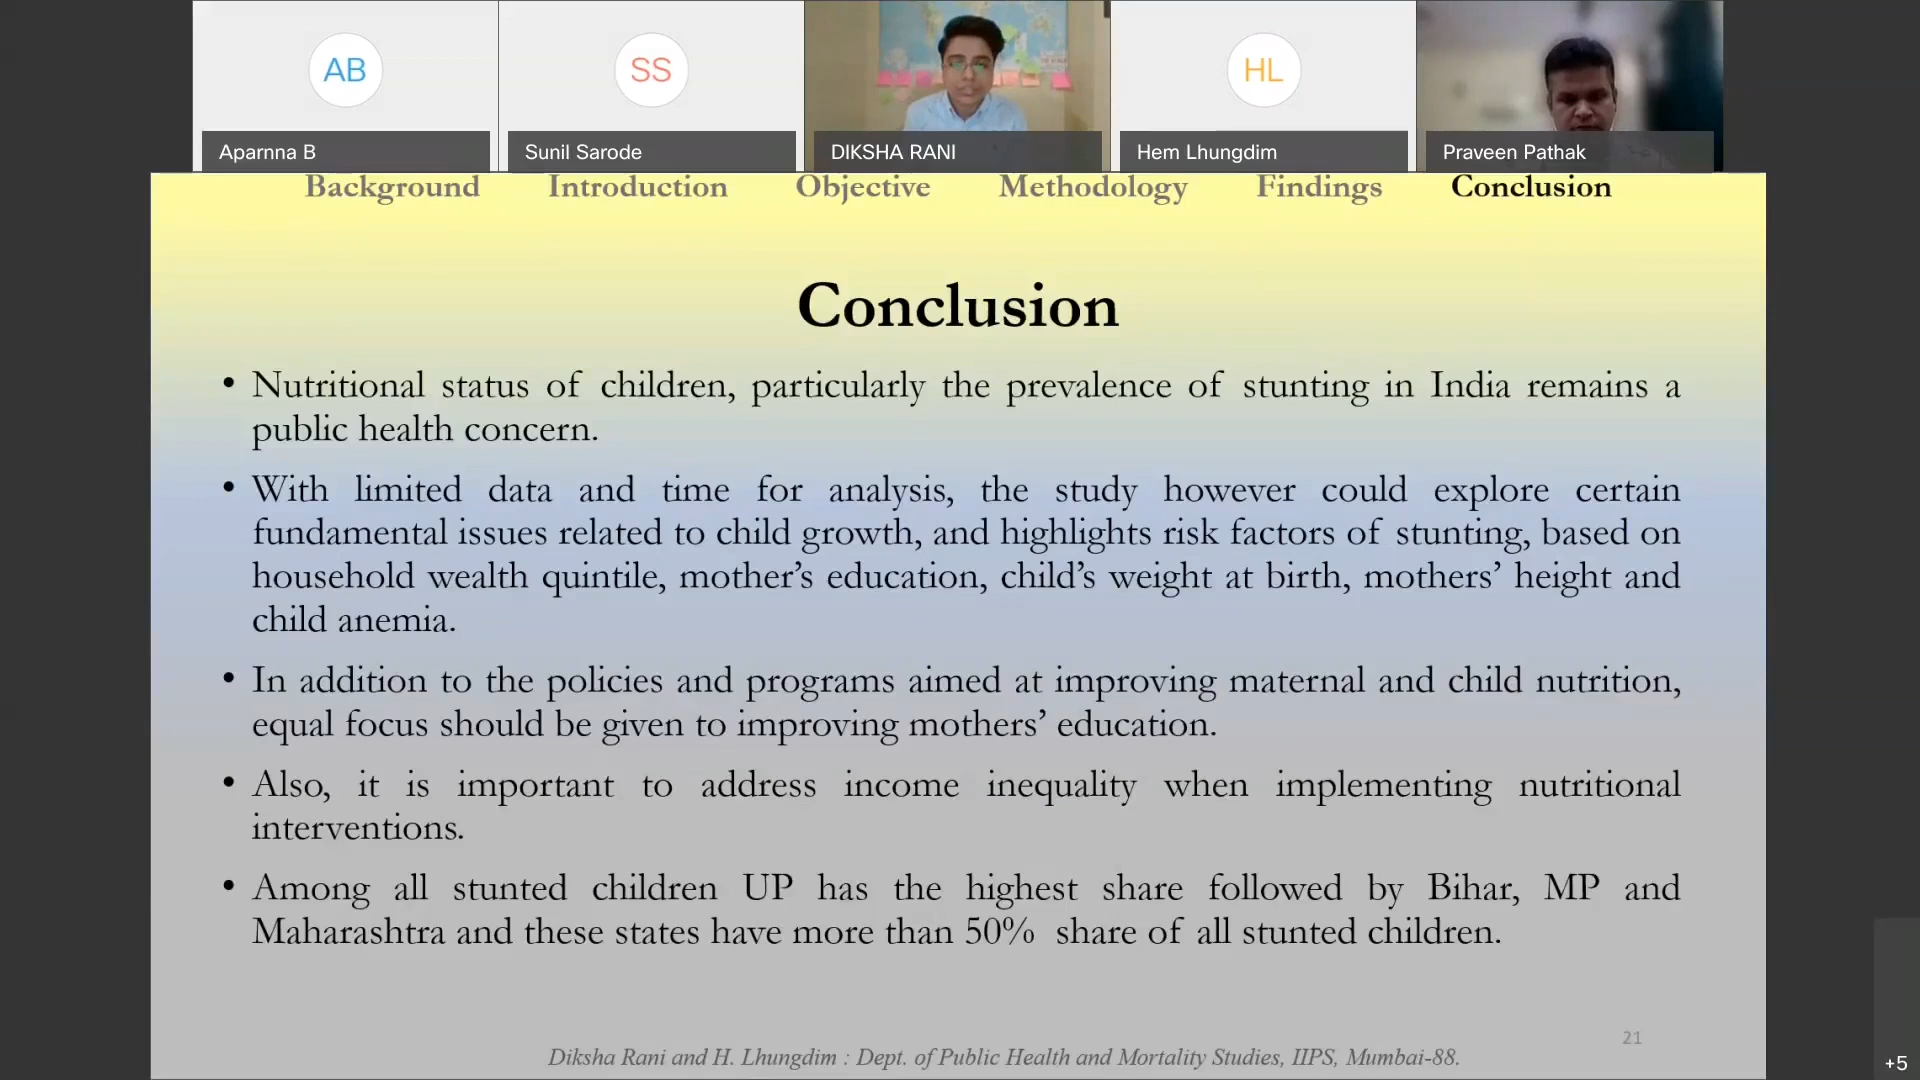 AB
SS
HL
Aparnna B
Sunil Sarode
DIKSHA RANI
Hem Lhungdim
Praveen Pathak
Background Introduction Objective Methodology Findings Conclusion
Conclusion
• Nutritional status of children, particularly the prevalence of stunting in India remains a
public health concern.
• With limited data and time for analysis, the study however could explore certain
fundamental issues related to child growth, and highlights risk factors of stunting, based on
household wealth quintile, mother’s education, child’s weight at birth, mothers’ height and
child anemia.
• In addition to the policies and programs aimed at improving maternal and child nutrition,
equal focus should be given to improving mothers’ education.
• Also, it is important to address income inequality when implementing nutritional
interventions.
• Among all stunted children UP has the highest share followed by Bihar, MP and
Maharashtra and these states have more than 50% share of all stunted children.
21
Diksha Rani and H. Lhungdim : Dept. of Public Health and Mortality Studies, IIPS, Mumbai-88.
+5